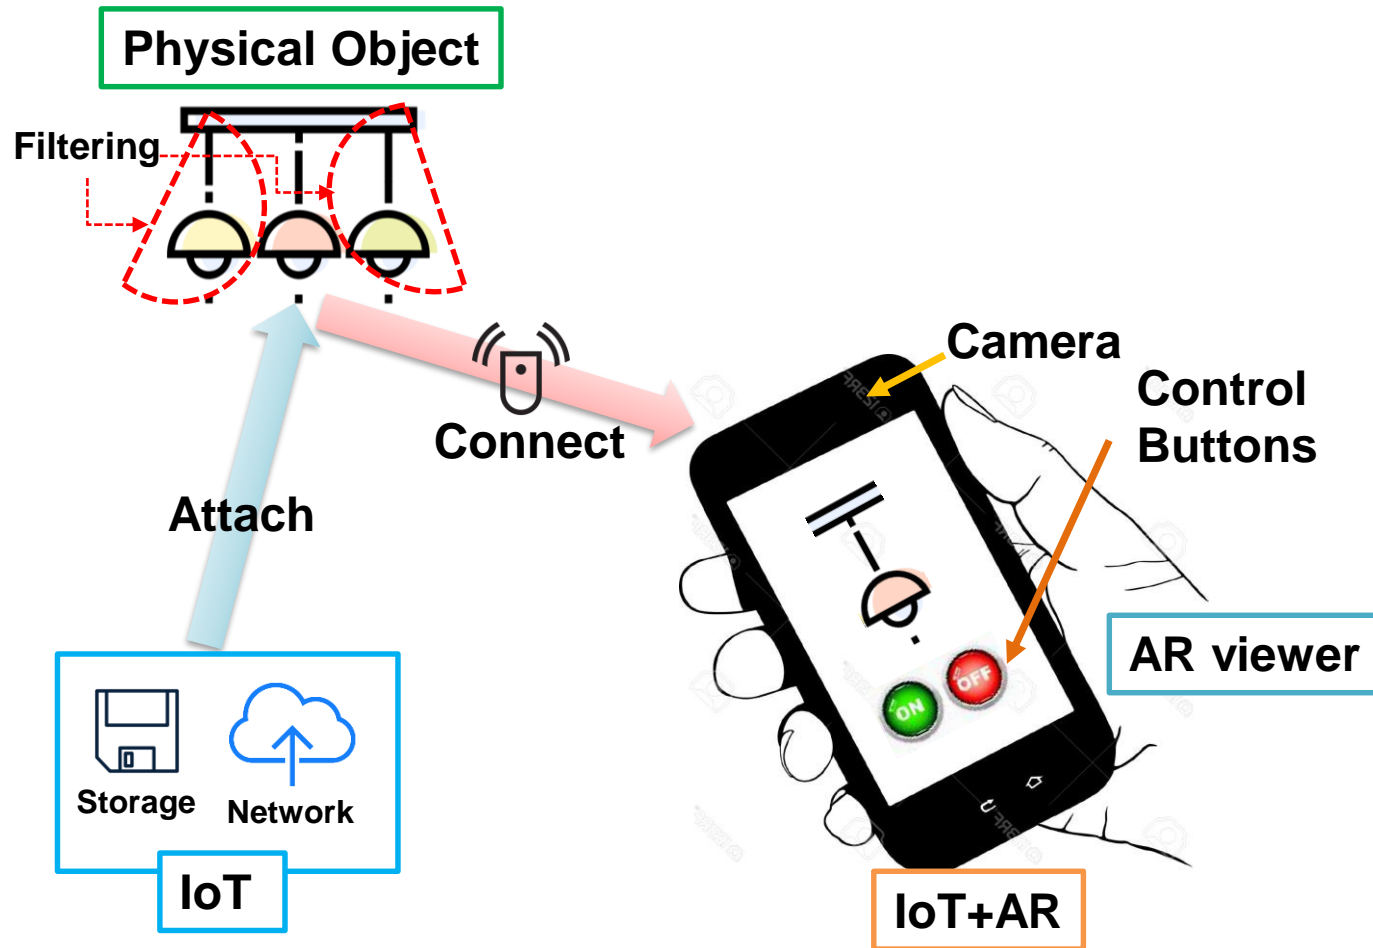 Physical Object
Filtering
Camera
Control
Buttons
Connect
Attach
AR viewer
ON
OFF
Storage
Network
IoT
IoT+AR